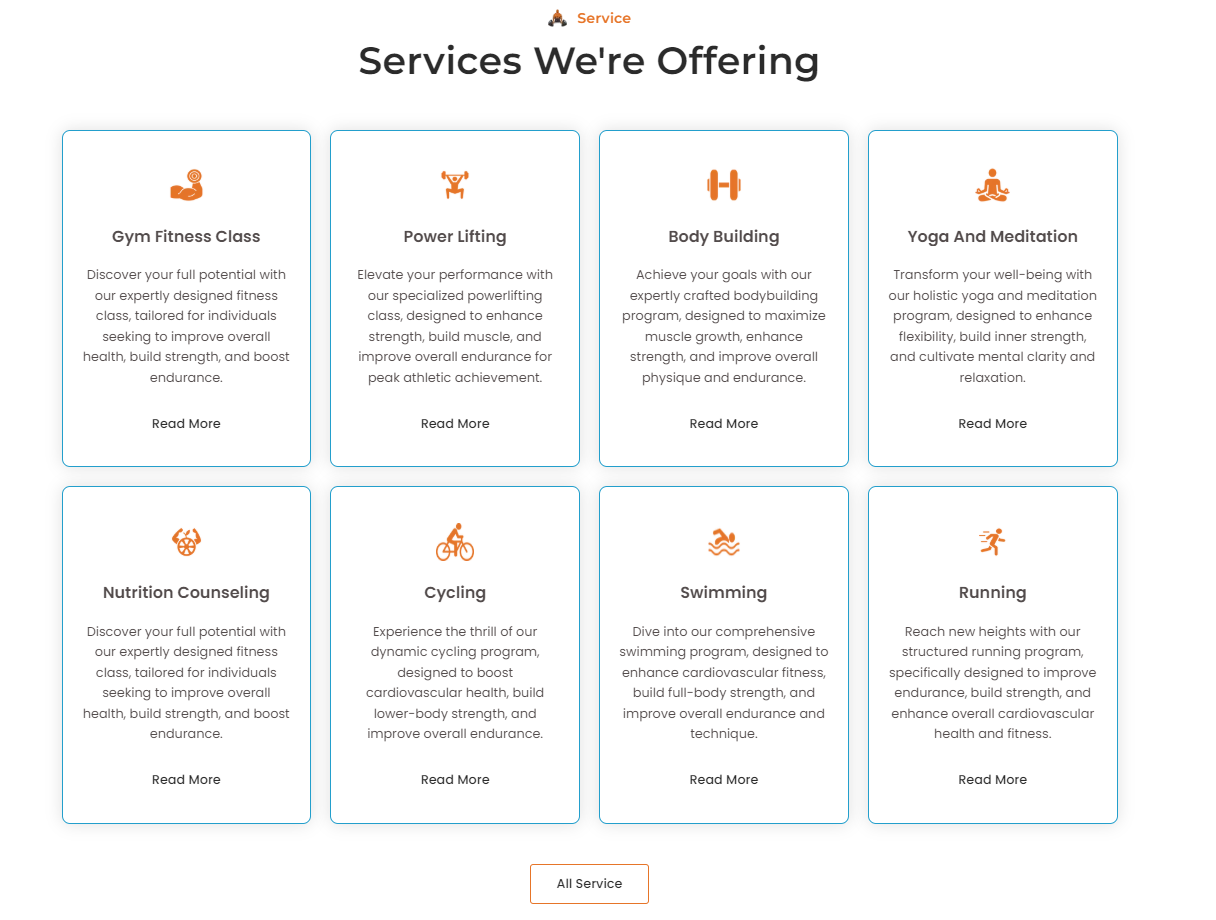 Service
Services We're Offering
Gym Fitness Class
Discover your full potential with
our expertly designed fitness
class, tailored for individuals
seeking to improve overall
health, build strength, and boost
endurance.
Read More
Power Lifting
Elevate your performance with
our specialized powerlifting
class, designed to enhance
strength, build muscle, and
improve overall endurance for
peak athletic achievement.
Read More
Body Building
Achieve your goals with our
expertly crafted bodybuilding
program, designed to maximize
muscle growth, enhance
strength, and improve overall
physique and endurance.
Read More
Yoga And Meditation
Transform your well-being with
our holistic yoga and meditation
program, designed to enhance
flexibility, build inner strength,
and cultivate mental clarity and
relaxation.
Read More
Nutrition Counseling
Discover your full potential with
our expertly designed fitness
class, tailored for individuals
seeking to improve overall
health, build strength, and boost
endurance.
Read More
Cycling
Experience the thrill of our
dynamic cycling program,
designed to boost
cardiovascular health, build
lower-body strength, and
improve overall endurance.
Read More
Swimming
Dive into our comprehensive
swimming program, designed to
enhance cardiovascular fitness,
build full-body strength, and
improve overall endurance and
technique.
Read More
Running
Reach new heights with our
structured running program,
specifically designed to improve
endurance, build strength, and
enhance overall cardiovascular
health and fitness.
Read More
All Service